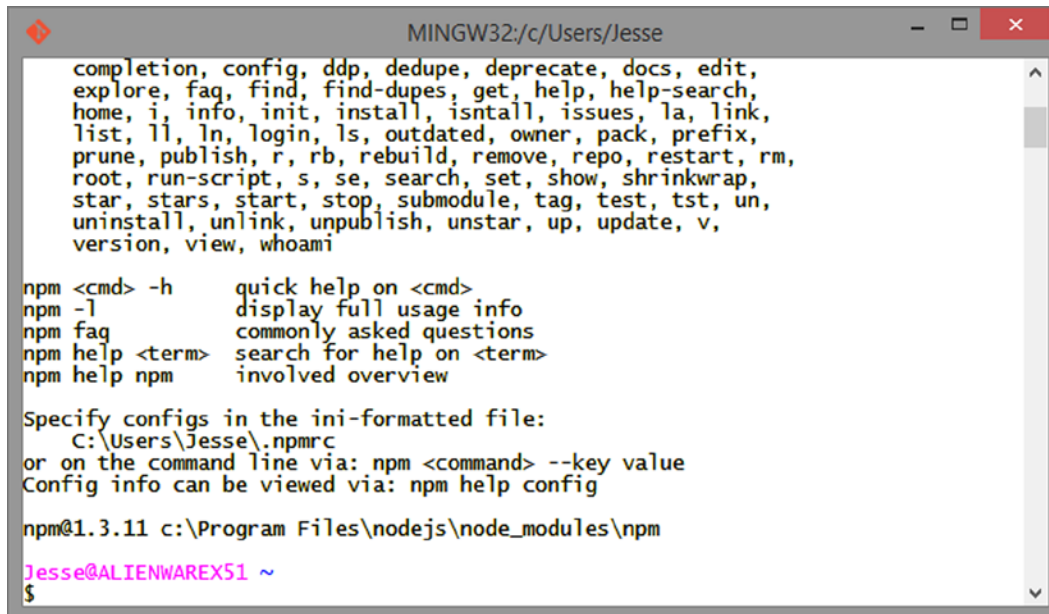 MINGW32:/c/Users/Jesse
completion, config, ddp, dedupe, deprecate, docs, edit,
explore, faq, find, find-dupes, get, help, help-search,
home, i, info, init, install, isntall, issues, la, link,
list, ll, ln, login, ls, outdated, owner, pack, prefix,
prune, publish, r, rb, rebuild, remove, repo, restart, rm,
root, run-script, s, se, search, set, show, shrinkwrap,
star, stars, start, stop, submodule, tag, test, tst, un,
uninstall, unlink, unpublish, unstar, up, update, v,
version, view, whoami
npm <cmd> -h     quick help on <cmd>
npm -l           display full usage info
npm faq          commonly asked questions
npm help <term>  search for help on <term>
npm help npm     involved overview
Specify configs in the ini-formatted file:
C:\Users\Jesse\.npmrc
or on the command line via: npm <command> --key value
Config info can be viewed via: npm help config
npm@1.3.11 c:\Program Files\nodejs\node_modules\npm
Jesse@ALIENWAREX51 ~
$